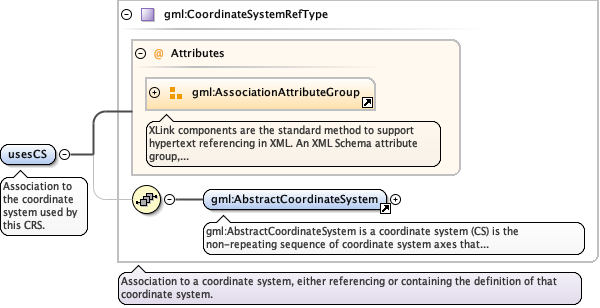 gml:CoordinateSystemRefType
@ Attributes
gml:AssociationAttributeGroup
XLink components are the standard method to support
hypertext referencing in XML. An XML Schema attribute
group,...
usesCS
Association to
the coordinate
system used by
this CRS.
gml:AbstractCoordinateSystem
gml:AbstractCoordinateSystem is a coordinate system (CS) is the
non-repeating sequence of coordinate system axes that...
Association to a coordinate system, either referencing or containing the definition of that
coordinate system.